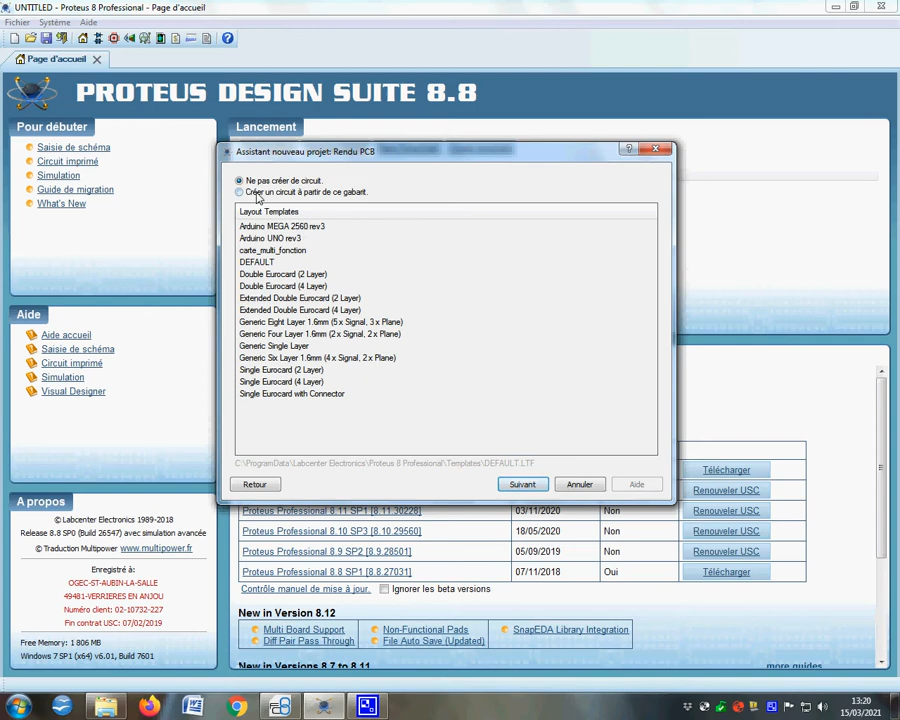 UNTITLED - Proteus 8 Professional - Page d'accueil
Fichier Système Aide
Page d'accueil
PROTEUS DESIGN SUITE 8.8
Pour débuter
Saisie de schéma
Circuit imprimé
Simulation
Guide de migration
What's New
Lancement
Assistant nouveau projet: Rendu PCB
Ne pas créer de circuit.
Créer un circuit à partir de ce gabarit.
Layout Templates
Arduino MEGA 2560 rev3
Arduino UNO rev3
carte_multi_fonction
DEFAULT
Double Eurocard (2 Layer)
Double Eurocard (4 Layer)
Extended Double Eurocard (2 Layer)
Extended Double Eurocard (4 Layer)
Generic Eight Layer 1.6mm (5 x Signal, 3 x Plane)
Generic Four Layer 1.6mm (2 x Signal, 2 x Plane)
Generic Single Layer
Generic Six Layer 1.6mm (4 x Signal, 2 x Plane)
Single Eurocard (2 Layer)
Single Eurocard (4 Layer)
Single Eurocard with Connector
C:\ProgramData\Labcenter Electronics\Proteus 8 Professional\Templates\DEFAULT.LTF
Retour Suivant Annuler Aide
Aide
Aide accueil
Saisie de schéma
Circuit imprimé
Simulation
Visual Designer
Télécharger
Renouveler USC
Proteus Professional 8.11 SP1 [8.11.30228] 03/11/2020 Non Renouveler USC
Proteus Professional 8.10 SP3 [8.10.29560] 18/05/2020 Non Renouveler USC
Proteus Professional 8.9 SP2 [8.9.28501] 05/09/2019 Non Renouveler USC
Proteus Professional 8.8 SP1 [8.8.27031] 07/11/2018 Oui Télécharger
Contrôle manuel de mise à jour. Ignorer les beta versions
New in Version 8.12
Multi Board Support Non-Functional Pads SnapEDA Library Integration
Diff Pair Pass Through File Auto Save (Updated)
New in Versions 8.7 to 8.11
more guides
A propos
© Labcenter Electronics 1989-2018
Release 8.8 SP0 (Build 26547) avec simulation avancée
© Traduction Multipower www.multipower.fr
Enregistré à:
OGEC-ST-AUBIN-LA-SALLE
49481-VERRIERES EN ANJOU
Numéro client: 02-10732-227
Fin contrat USC: 07/02/2019
Free Memory: 1 806 MB
Windows 7 SP1 (x64) v6.01, Build 7601
13:20
15/03/2021